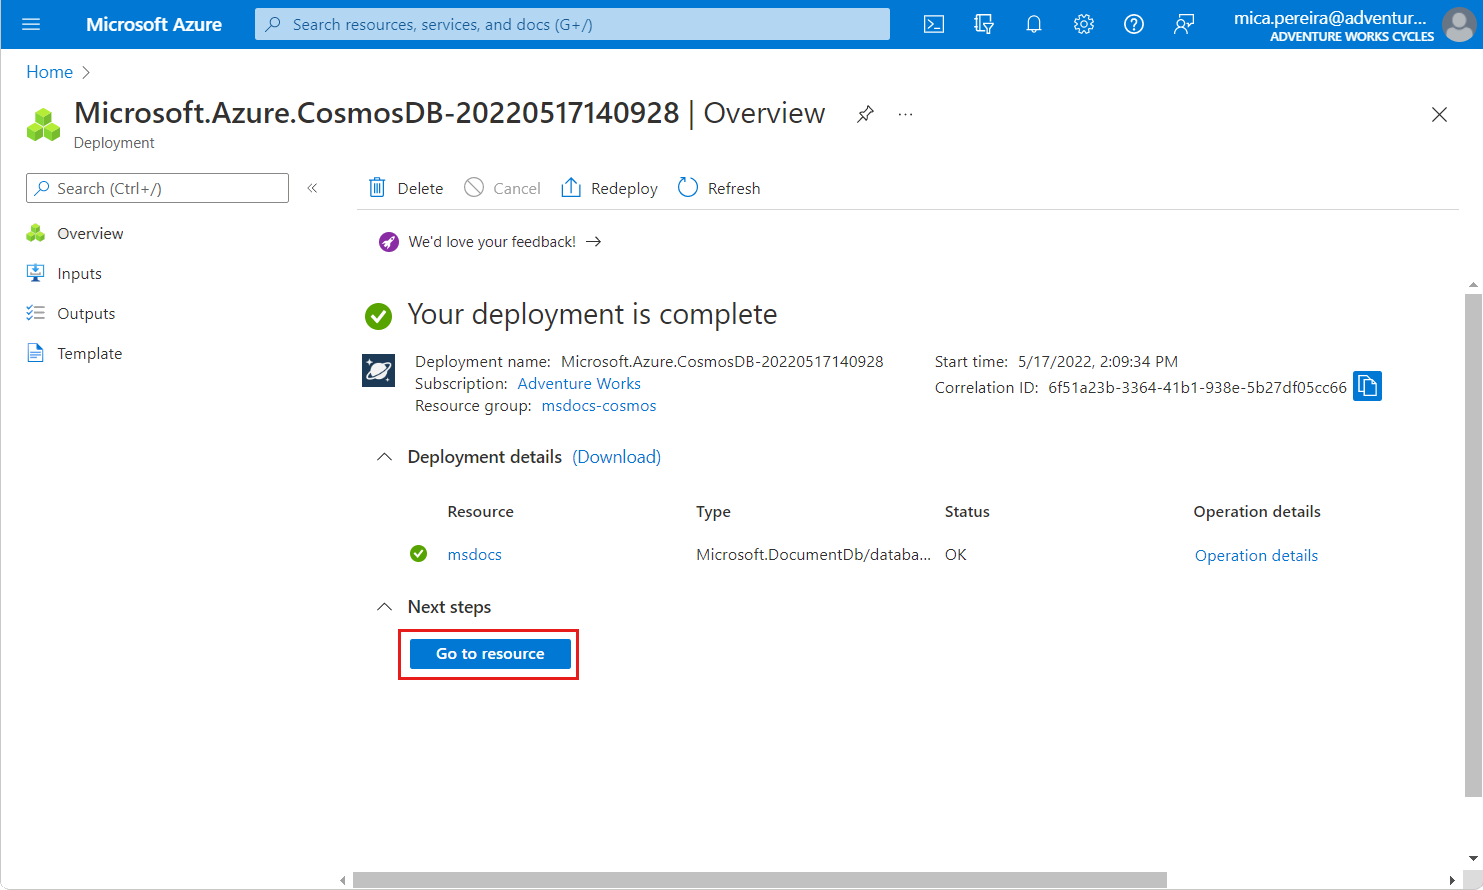 Microsoft Azure
Search resources, services, and docs (G+/)
mica.pereira@adventur...
ADVENTURE WORKS CYCLES
Home
Microsoft.Azure.CosmosDB-20220517140928 | Overview
Deployment
Search (Ctrl+/)
Overview
Inputs
Outputs
Template
Delete
Cancel
Redeploy
Refresh
We'd love your feedback!
Your deployment is complete
Deployment name: Microsoft.Azure.CosmosDB-20220517140928
Subscription: Adventure Works
Resource group: msdocs-cosmos
Start time: 5/17/2022, 2:09:34 PM
Correlation ID: 6f51a23b-3364-41b1-938e-5b27df05cc66
Deployment details (Download)
Resource Type Status Operation details
msdocs Microsoft.DocumentDb/databa... OK Operation details
Next steps
Go to resource